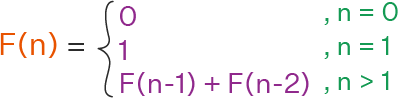 0 , n = 0
F(n) = 1 , n = 1
F(n-1) + F(n-2) , n > 1